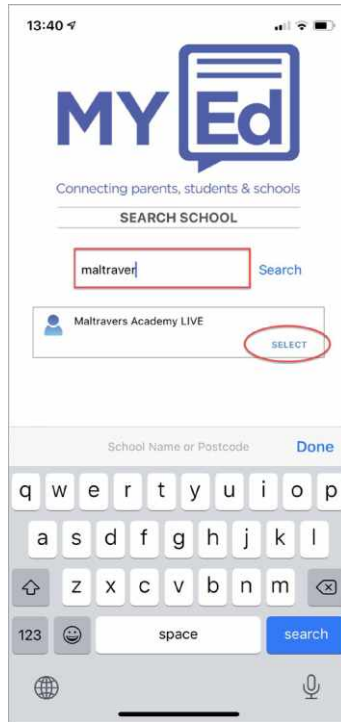 13:40
MY Ed
Connecting parents, students & schools
SEARCH SCHOOL
maltraver
Search
Maltravers Academy LIVE
SELECT
School Name or Postcode
Done
q w e r t y u i o p
a s d f g h j k l
z x c v b n m
123
space
search